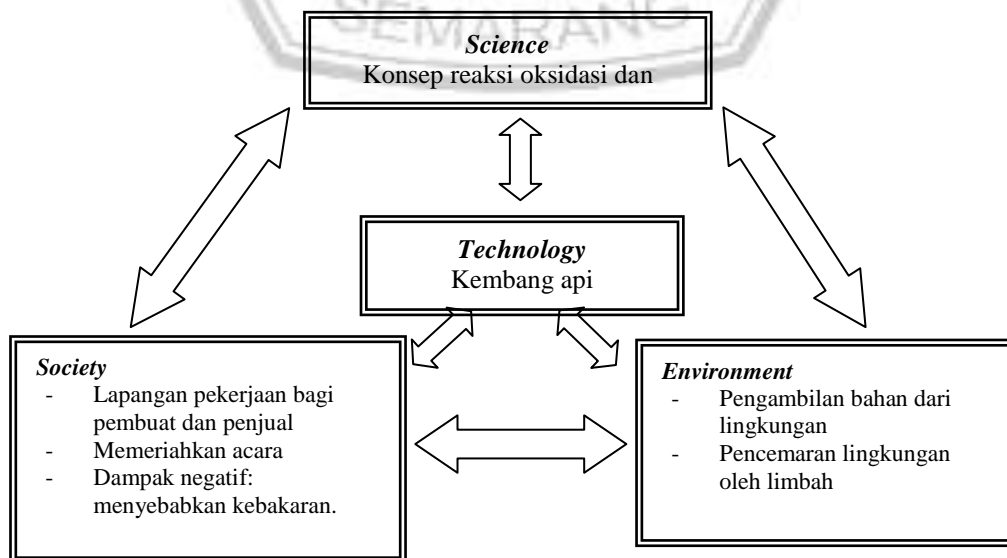 SEMARANG
Science
Konsep reaksi oksidasi dan
Technology
Kembang api
Society
- Lapangan pekerjaan bagi
pembuat dan penjual
- Memeriahkan acara
- Dampak negatif:
menyebabkan kebakaran.
Environment
- Pengambilan bahan dari
lingkungan
- Pencemaran lingkungan
oleh limbah